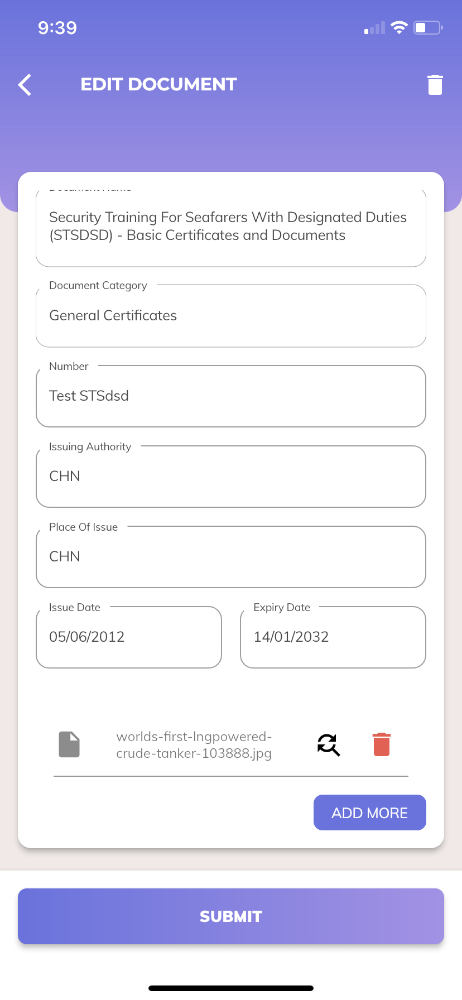 9:39
EDIT DOCUMENT
Document Name
Security Training For Seafarers With Designated Duties
(STSDSD) - Basic Certificates and Documents
Document Category
General Certificates
Number
Test STSdsd
Issuing Authority
CHN
Place Of Issue
CHN
Issue Date
Expiry Date
05/06/2012
14/01/2032
worlds-first-lngpowered-
crude-tanker-103888.jpg
ADD MORE
SUBMIT